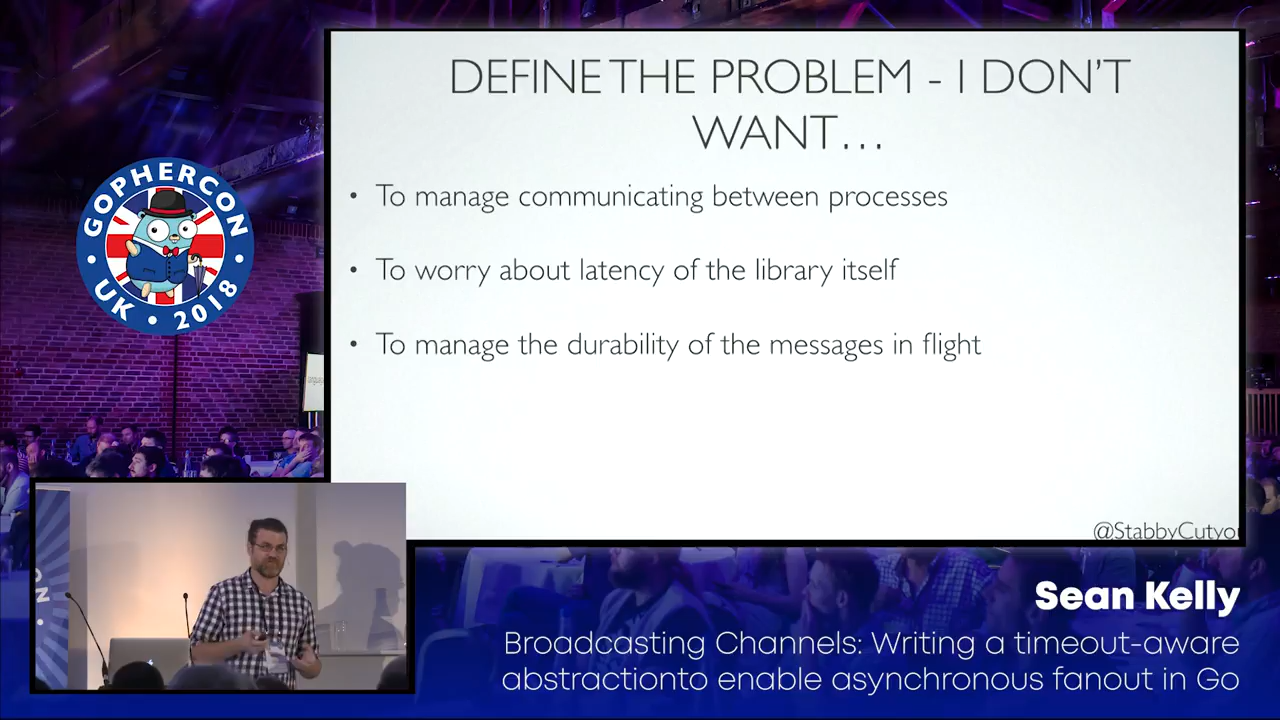 DEFINE THE PROBLEM - I DON'T
WANT...
• To manage communicating between processes
• To worry about latency of the library itself
• To manage the durability of the messages in flight
@StabbyCutyou
GOPHERCON
UK • 2018
Sean Kelly
Broadcasting Channels: Writing a timeout-aware
abstractionto enable asynchronous fanout in Go